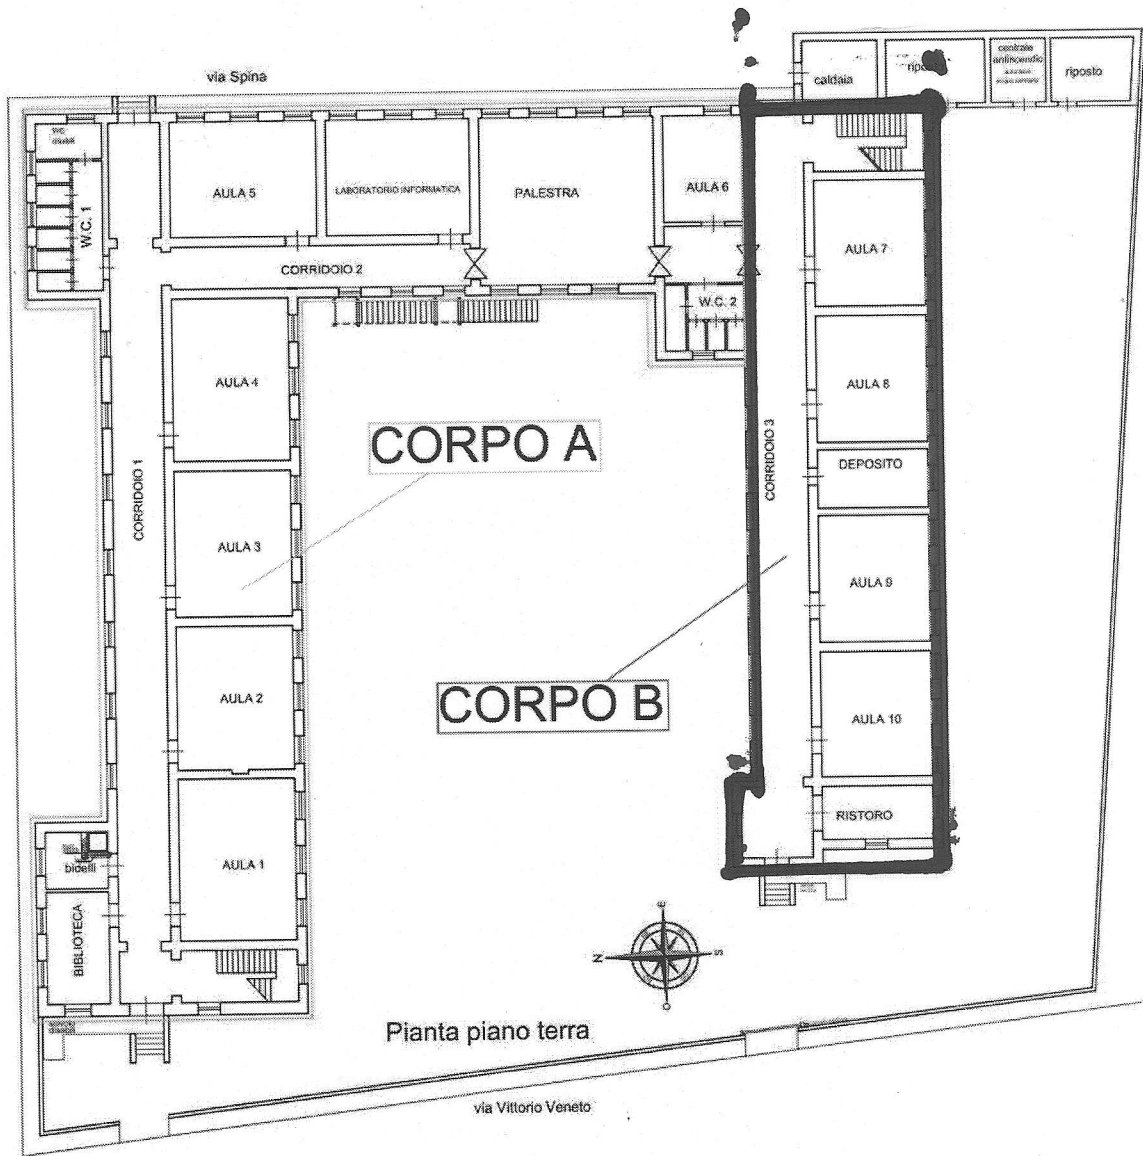 via Spina
caldaia
centrale
antincendio
riposto
W.C. 1
AULA 5
LABORATORIO INFORMATICA
PALESTRA
AULA 6
AULA 7
CORRIDOIO 2
W.C. 2
AULA 4
AULA 8
CORPO A
CORRIDOIO 1
CORRIDOIO 3
DEPOSITO
AULA 3
AULA 9
AULA 2
CORPO B
AULA 10
RISTORO
bidelli
AULA 1
BIBLIOTECA
E
N
S
O
Pianta piano terra
via Vittorio Veneto